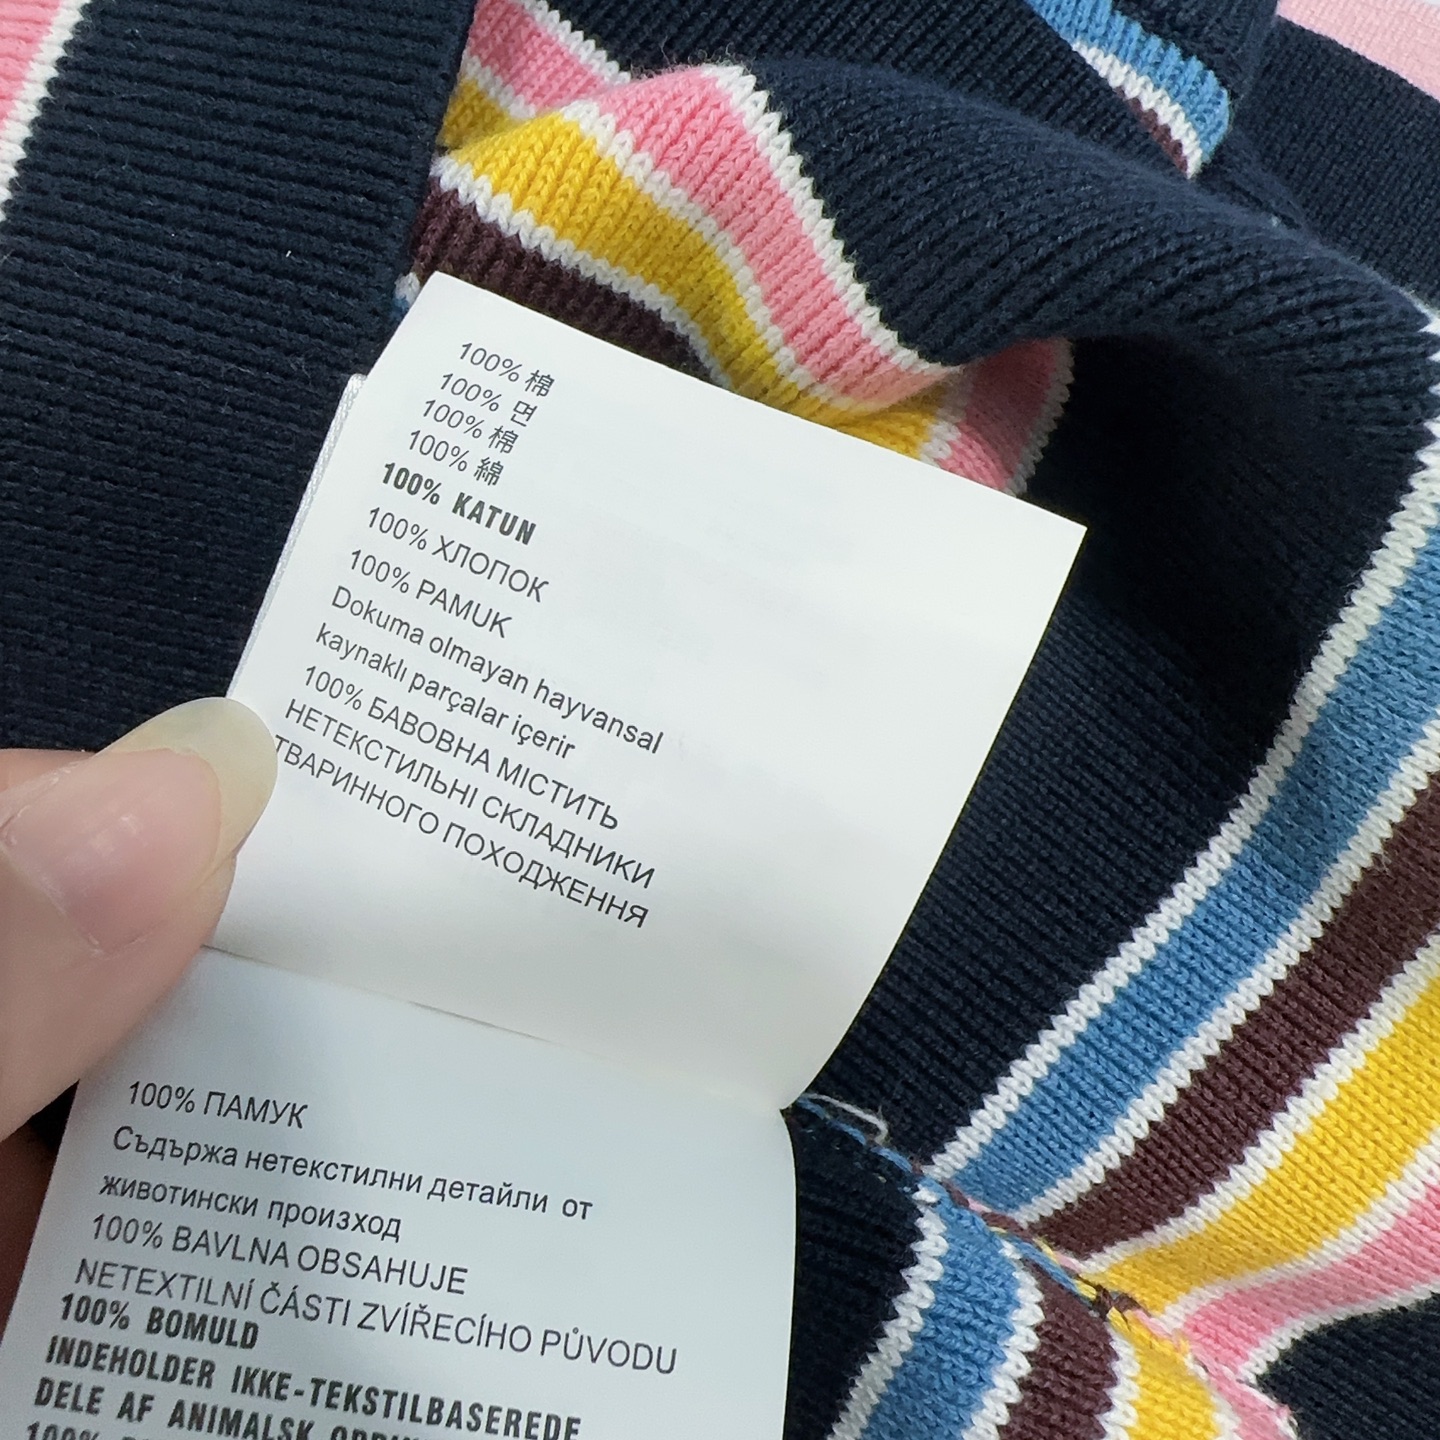 100% 棉
100% 면
100% 棉
100% 綿
100% KATUN
100% ХЛОПОК
100% PAMUK
Dokuma olmayan hayvansal
kaynaklı parçalar içerir
100% БАВОВНА МІСТИТЬ
НЕТЕКСТИЛЬНІ СКЛАДНИКИ
ТВАРИННОГО ПОХОДЖЕННЯ
100% ПАМУК
Съдържа нетекстилни детайли от
животински произход
100% BAVLNA OBSAHUJE
NETEXTILNÍ ČÁSTI ZVÍŘECÍHO PŮVODU
100% BOMULD
INDEHOLDER IKKE-TEKSTILBASEREDE
DELE AF ANIMALSK
100%